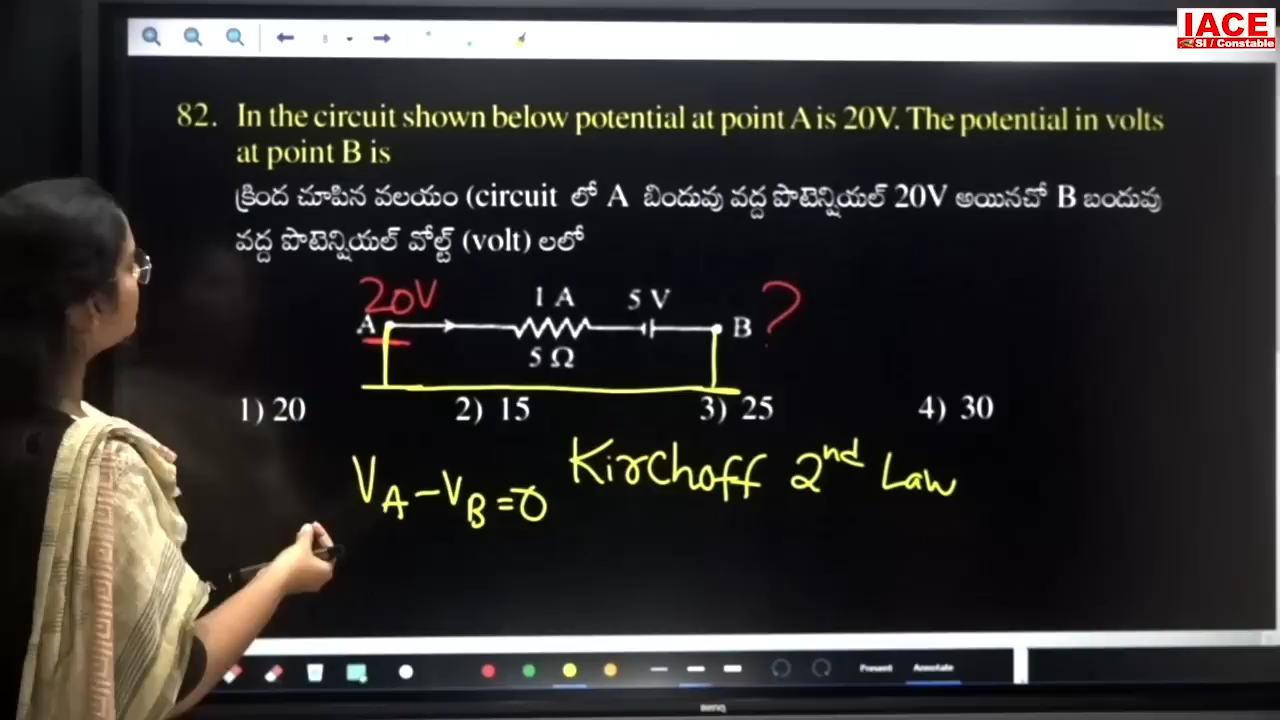 IACE
SI / Constable
82. In the circuit shown below potential at point A is 20V. The potential in volts
at point B is
క్రింద చూపిన వలయం (circuit లో A బిందువు వద్ద పొటెన్షియల్ 20V అయినచో B బందువు
వద్ద పొటెన్షియల్ వోల్ట్ (volt) లలో
20V 1 A 5 V ?
A B
5 Ω
1) 20 2) 15 3) 25 4) 30
Kirchoff 2nd Law
VA-VB=0
Present Annotate
BenQ